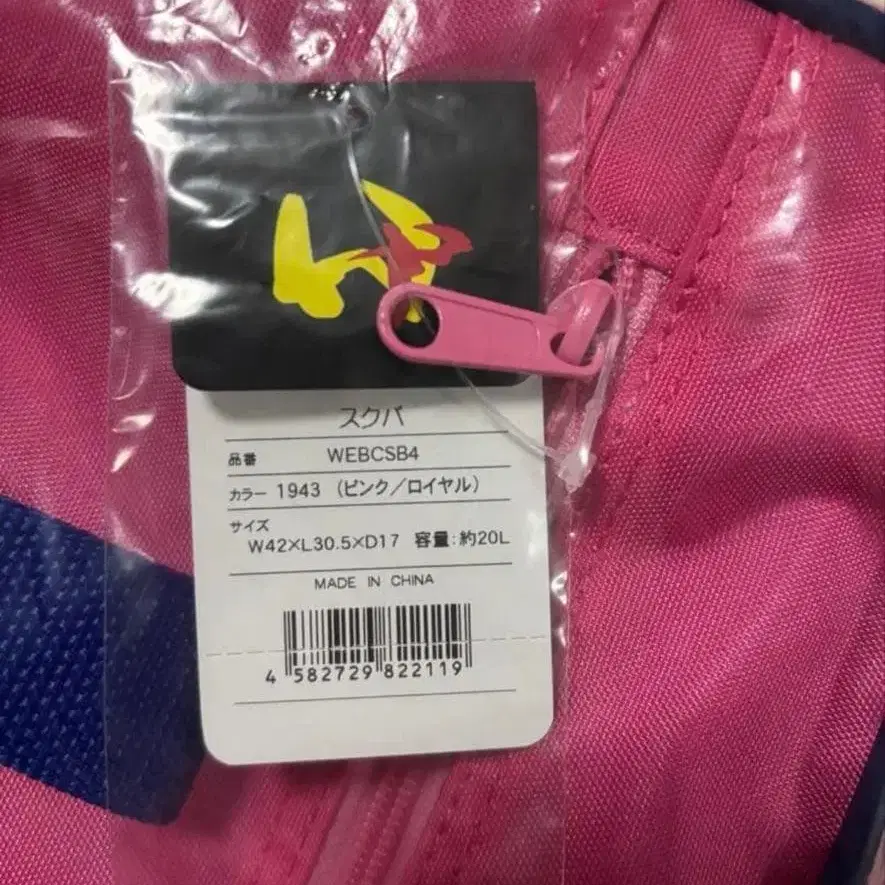 スクバ
品番 WEBCSB4
カラー 1943 (ピンク/ロイヤル)
サイズ
W42×L30.5×D17 容量:約20L
MADE IN CHINA
4 582729 822119